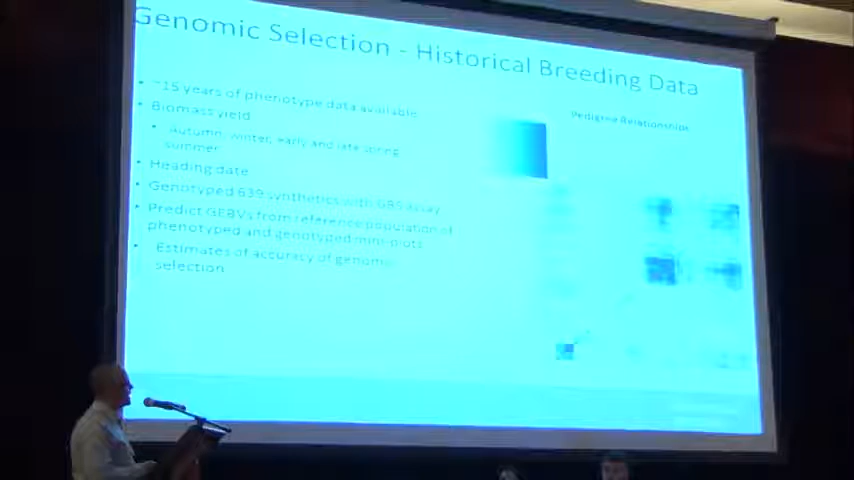 Genomic Selection - Historical Breeding Data
~15 years of phenotype data available
Biomass yield
Autumn, winter, early and late spring
summer
Heading date
Genotyped 639 synthetics with GBS Array
Predict GEBVs from reference population of
phenotyped and genotyped mini-plots
Estimates of accuracy of genomic
selection
Pedigree Relationships